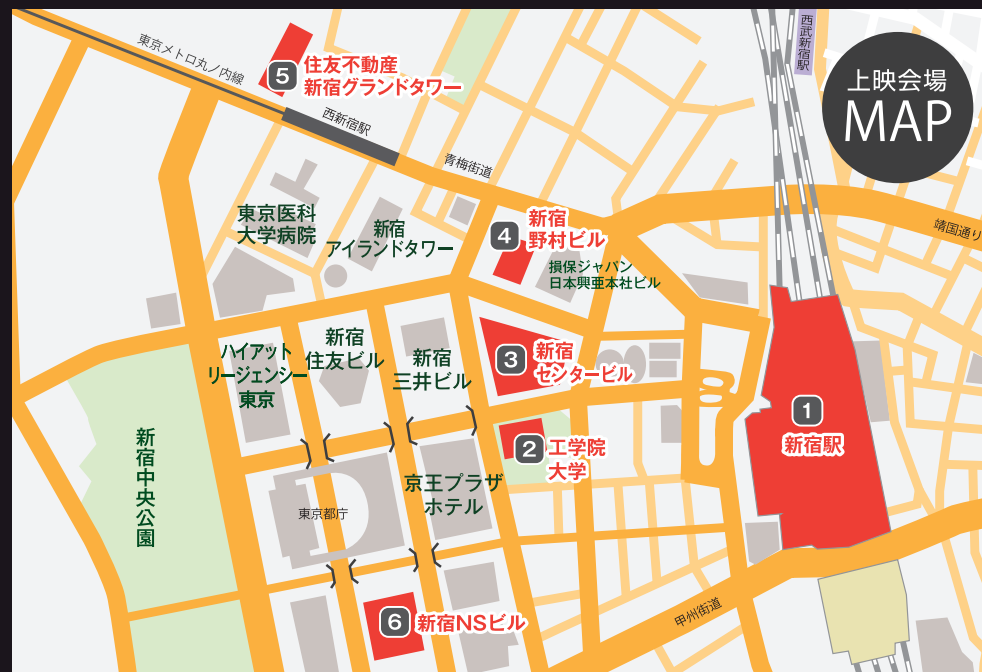 上映会場
MAP
西武新宿駅
東京メトロ丸ノ内線
5
住友不動産
新宿グランドタワー
西新宿駅
青梅街道
靖国通り
東京医科
大学病院
新宿
アイランドタワー
4
新宿
野村ビル
損保ジャパン
日本興亜本社ビル
ハイアット
リージェンシー
東京
新宿
住友ビル
新宿
三井ビル
3
新宿
センタービル
1
新宿駅
2
工学院
大学
新宿中央公園
京王プラザ
ホテル
東京都庁
甲州街道
6
新宿NSビル